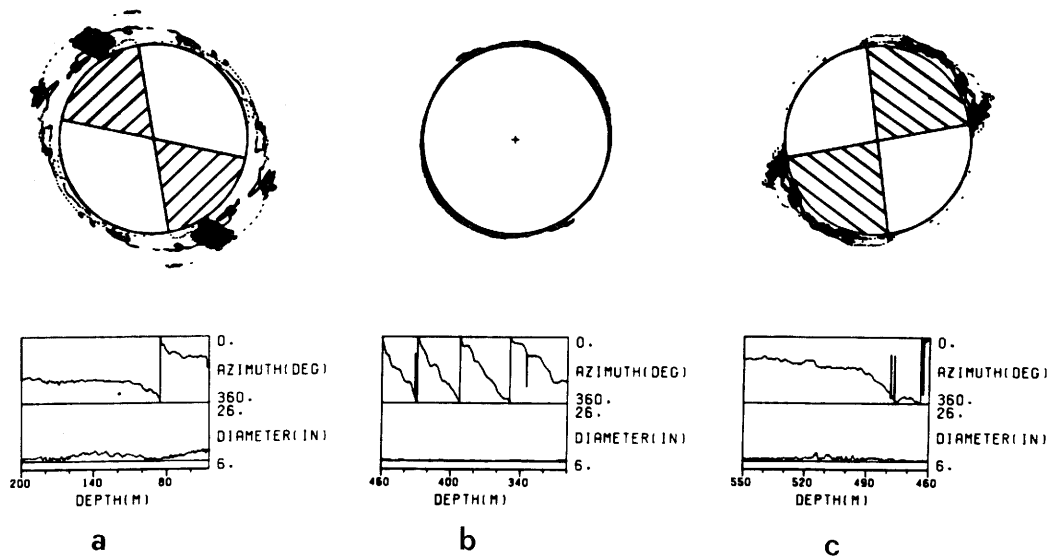 0.
AZIMUTH(DEG)
360.
26.
DIAMETER(IN)
6.
200 140 80
DEPTH(M)
a
0.
AZIMUTH(DEG)
360.
26.
DIAMETER(IN)
6.
460 400 340
DEPTH(M)
b
0.
AZIMUTH(DEG)
360.
26.
DIAMETER(IN)
6.
550 520 490 460
DEPTH(M)
c